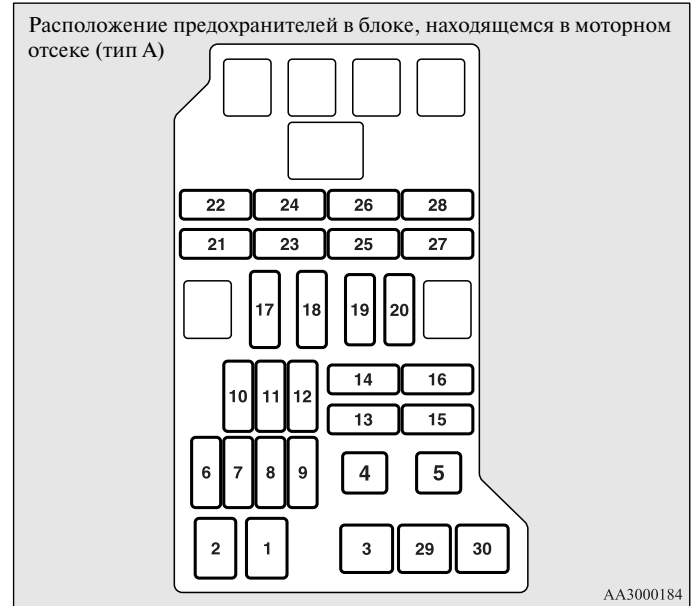 Расположение предохранителей в блоке, находящемся в моторном
отсеке (тип А)
22 24 26 28
21 23 25 27
17 18 19 20
14 16
10 11 12
13 15
6 7 8 9 4 5
2 1 3 29 30
AA3000184